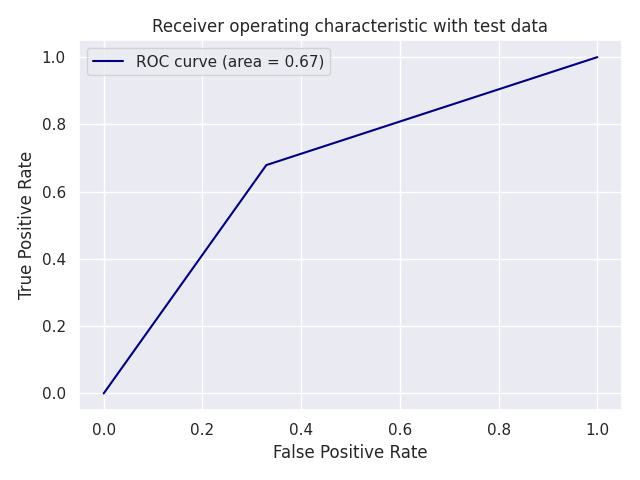 Receiver operating characteristic with test data
ROC curve (area = 0.67)
1.0
0.8
0.6
0.4
0.2
0.0
True Positive Rate
0.0 0.2 0.4 0.6 0.8 1.0
False Positive Rate